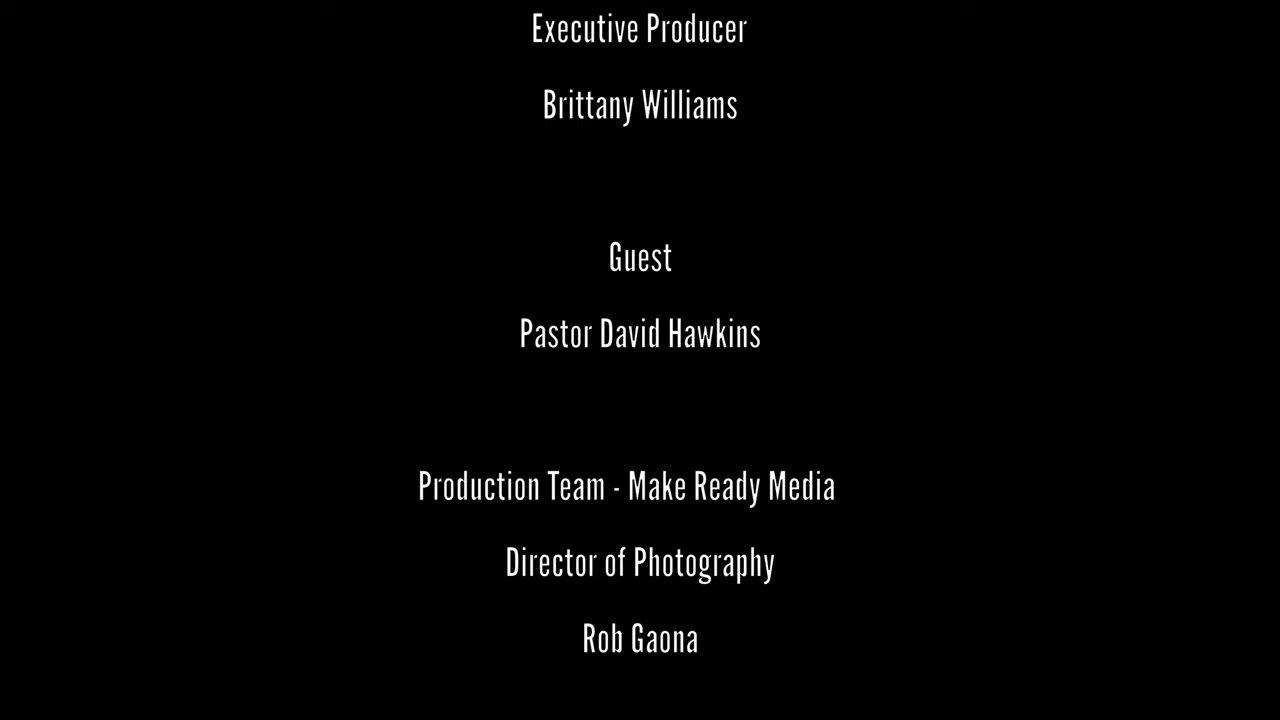 Executive Producer
Brittany Williams
Guest
Pastor David Hawkins
Production Team - Make Ready Media
Director of Photography
Rob Gaona